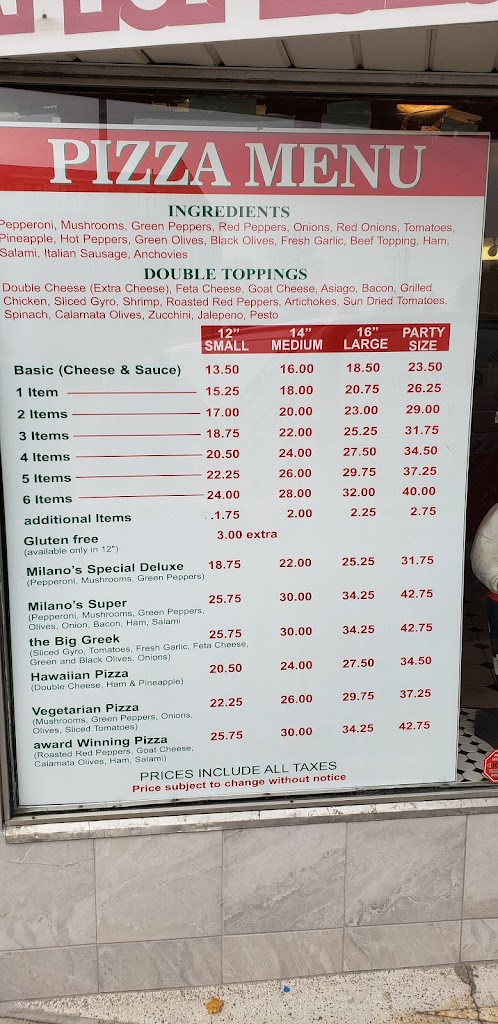 PIZZA MENU
INGREDIENTS
Pepperoni, Mushrooms, Green Peppers, Red Peppers, Onions, Red Onions, Tomatoes,
Pineapple, Hot Peppers, Green Olives, Black Olives, Fresh Garlic, Beef Topping, Ham,
Salami, Italian Sausage, Anchovies
DOUBLE TOPPINGS
Double Cheese (Extra Cheese), Feta Cheese, Goat Cheese, Asiago, Bacon, Grilled
Chicken, Sliced Gyro, Shrimp, Roasted Red Peppers, Artichokes, Sun Dried Tomatoes,
Spinach, Calamata Olives, Zucchini, Jalepeno, Pesto
12" 14" 16" PARTY
SMALL MEDIUM LARGE SIZE
Basic (Cheese & Sauce) 13.50 16.00 18.50 23.50
1 Item 15.25 18.00 20.75 26.25
2 Items 17.00 20.00 23.00 29.00
3 Items 18.75 22.00 25.25 31.75
4 Items 20.50 24.00 27.50 34.50
5 Items 22.25 26.00 29.75 37.25
6 Items 24.00 28.00 32.00 40.00
additional Items .1.75 2.00 2.25 2.75
Gluten free 3.00 extra
(available only in 12")
Milano's Special Deluxe 18.75 22.00 25.25 31.75
(Pepperoni, Mushrooms, Green Peppers)
Milano's Super 25.75 30.00 34.25 42.75
(Pepperoni, Mushrooms, Green Peppers,
Olives, Onion, Bacon, Ham, Salami
the Big Greek 25.75 30.00 34.25 42.75
(Sliced Gyro, Tomatoes, Fresh Garlic, Feta Cheese,
Green and Black Olives, Onions)
Hawaiian Pizza 20.50 24.00 27.50 34.50
(Double Cheese, Ham & Pineapple)
Vegetarian Pizza 22.25 26.00 29.75 37.25
(Mushrooms, Green Peppers, Onions,
Olives, Sliced Tomatoes)
award Winning Pizza 25.75 30.00 34.25 42.75
(Roasted Red Peppers, Goat Cheese,
Calamata Olives, Ham, Salami)
PRICES INCLUDE ALL TAXES
Price subject to change without notice